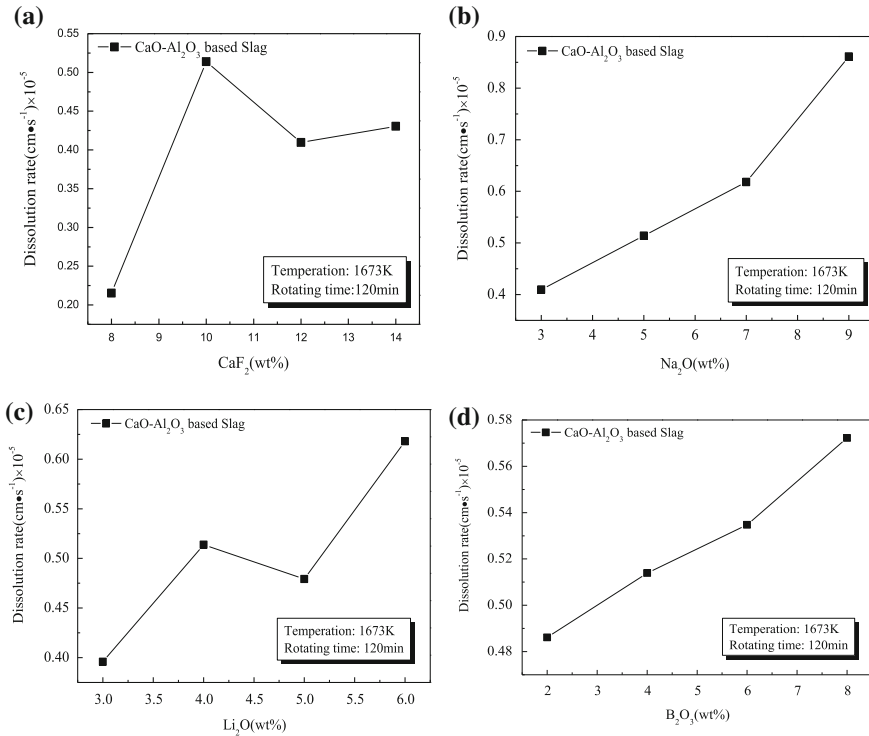 (a)
0.55
0.50
0.45
0.40
0.35
0.30
0.25
0.20
Dissolution rate(cm•s⁻¹)×10⁻⁵
CaO-Al₂O₃ based Slag
Temperation: 1673K
Rotating time:120min
8 9 10 11 12 13 14
CaF₂(wt%)
(b)
0.9
0.8
0.7
0.6
0.5
0.4
Dissolution rate(cm•s⁻¹)×10⁻⁵
CaO-Al₂O₃ based Slag
Temperation: 1673K
Rotating time:120min
3 4 5 6 7 8 9
Na₂O(wt%)
(c)
0.65
0.60
0.55
0.50
0.45
0.40
Dissolution rate(cm•s⁻¹)×10⁻⁵
CaO-Al₂O₃ based Slag
Temperation: 1673K
Rotating time: 120min
3.0 3.5 4.0 4.5 5.0 5.5 6.0
Li₂O(wt%)
(d)
0.58
0.57
0.56
0.54
0.52
0.50
0.48
Dissolution rate(cm•s⁻¹)×10⁻⁵
CaO-Al₂O₃ based Slag
Temperation: 1673K
Rotating time: 120min
2 3 4 5 6 7 8
B₂O₃(wt%)